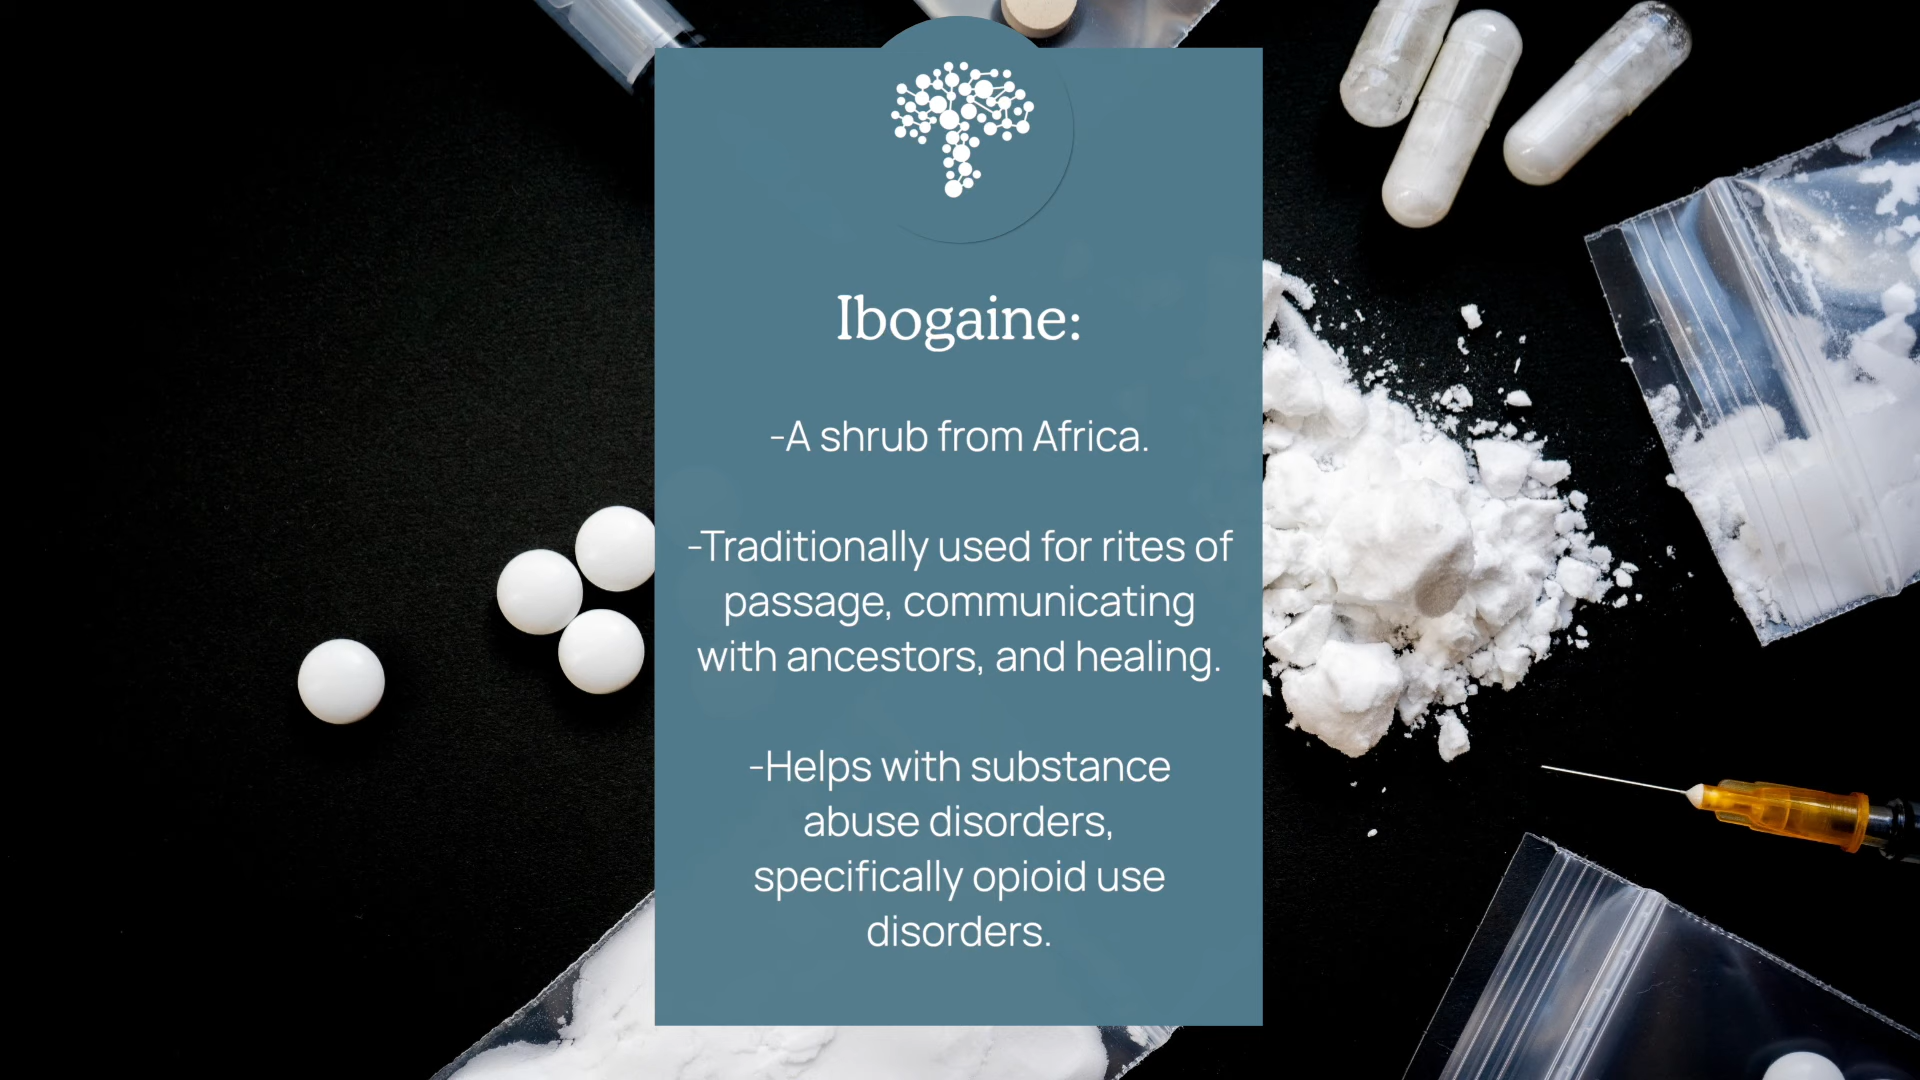 Ibogaine:
-A shrub from Africa.
-Traditionally used for rites of
passage, communicating
with ancestors, and healing.
-Helps with substance
abuse disorders,
specifically opioid use
disorders.